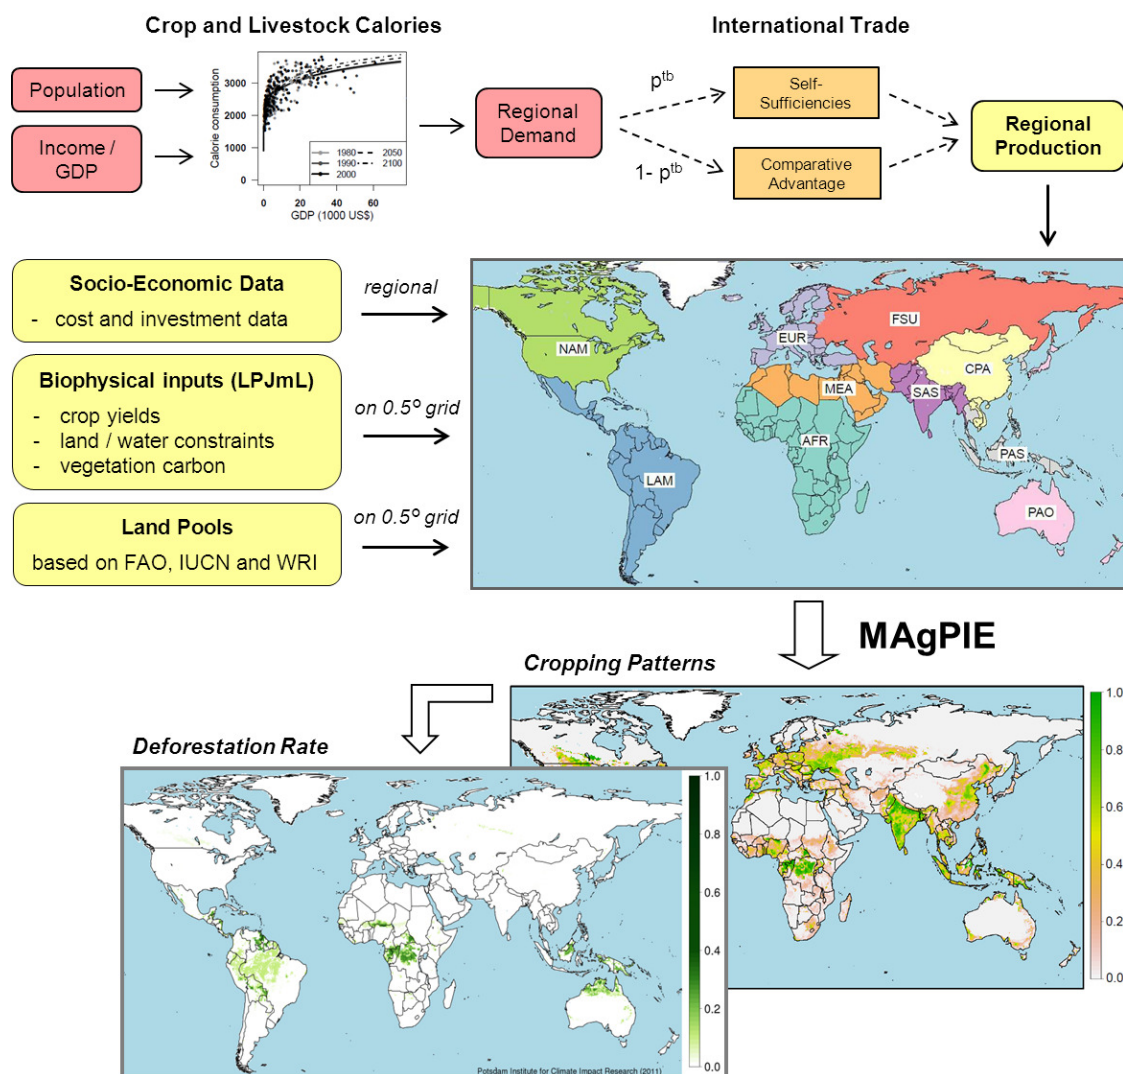 Crop and Livestock Calories
International Trade
Population
Income /
GDP
Calorie consumption
3000
2000
1000
0
1980
1990
2000
2050
2100
0 20 40 60
GDP (1000 US$)
Regional
Demand
p^tb
1- p^tb
Self-
Sufficiencies
Comparative
Advantage
Regional
Production
Socio-Economic Data
- cost and investment data
regional
Biophysical inputs (LPJmL)
- crop yields
- land / water constraints
- vegetation carbon
on 0.5° grid
Land Pools
based on FAO, IUCN and WRI
on 0.5° grid
NAM
LAM
EUR
MEA
AFR
FSU
CPA
SAS
PAS
PAO
MAgPIE
Cropping Patterns
1.0
0.8
0.6
0.4
0.2
0.0
Deforestation Rate
1.0
0.8
0.6
0.4
0.2
0.0
Potsdam Institute for Climate Impact Research (2011)